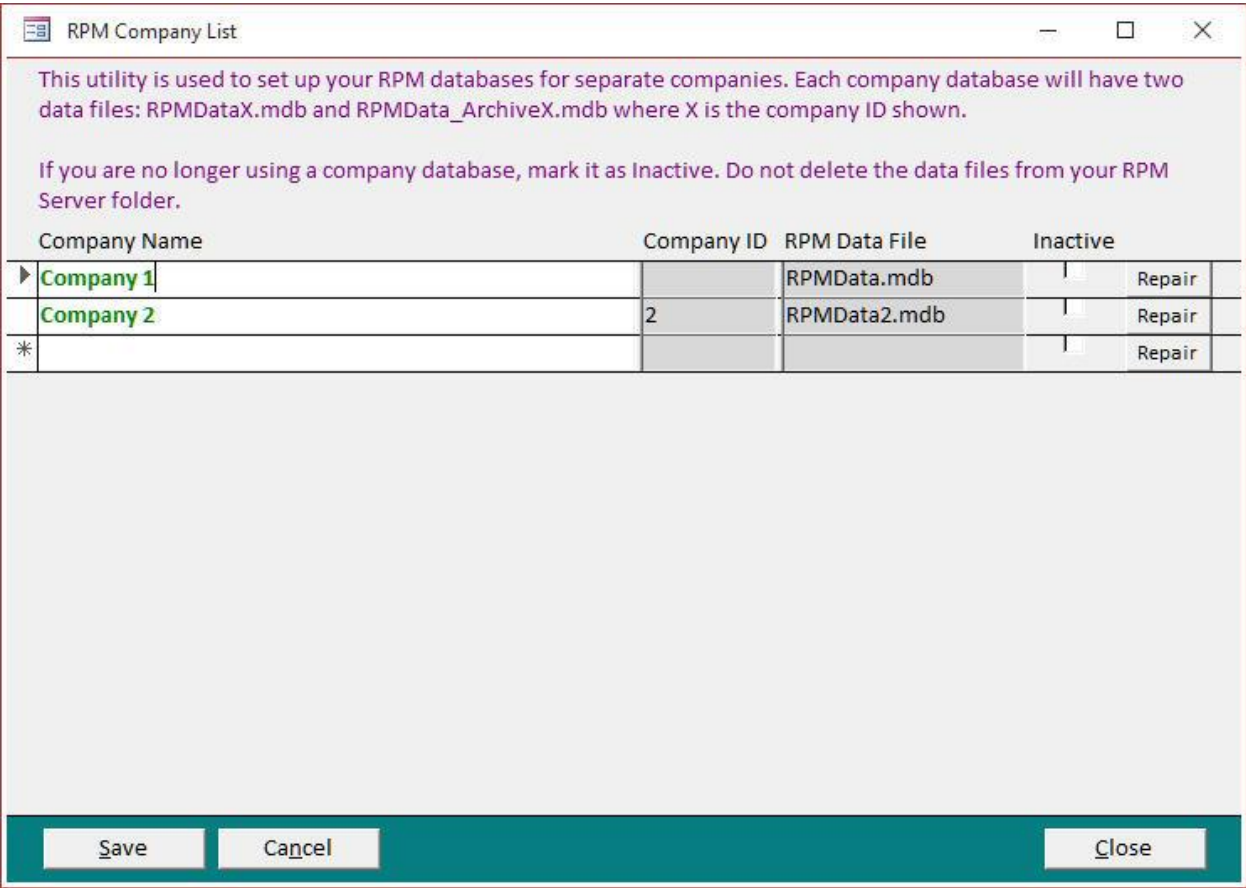 RPM Company List
This utility is used to set up your RPM databases for separate companies. Each company database will have two
data files: RPMDataX.mdb and RPMData_ArchiveX.mdb where X is the company ID shown.
If you are no longer using a company database, mark it as Inactive. Do not delete the data files from your RPM
Server folder.
Company Name Company ID RPM Data File Inactive
Company 1 RPMData.mdb Repair
Company 2 2 RPMData2.mdb Repair
* Repair
Save Cancel Close